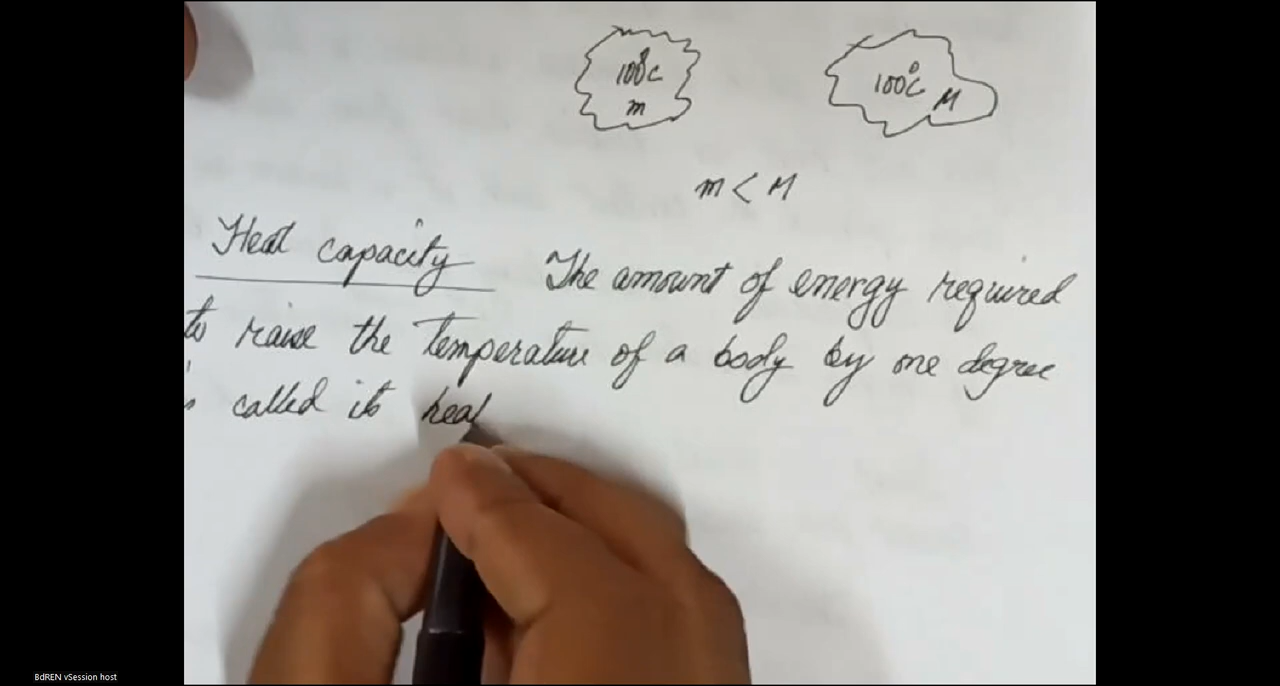 100°C
m
100°C M
m < M
Heat capacity The amount of energy required
to raise the temperature of a body by one degree
called its heat
BdREN vSession host